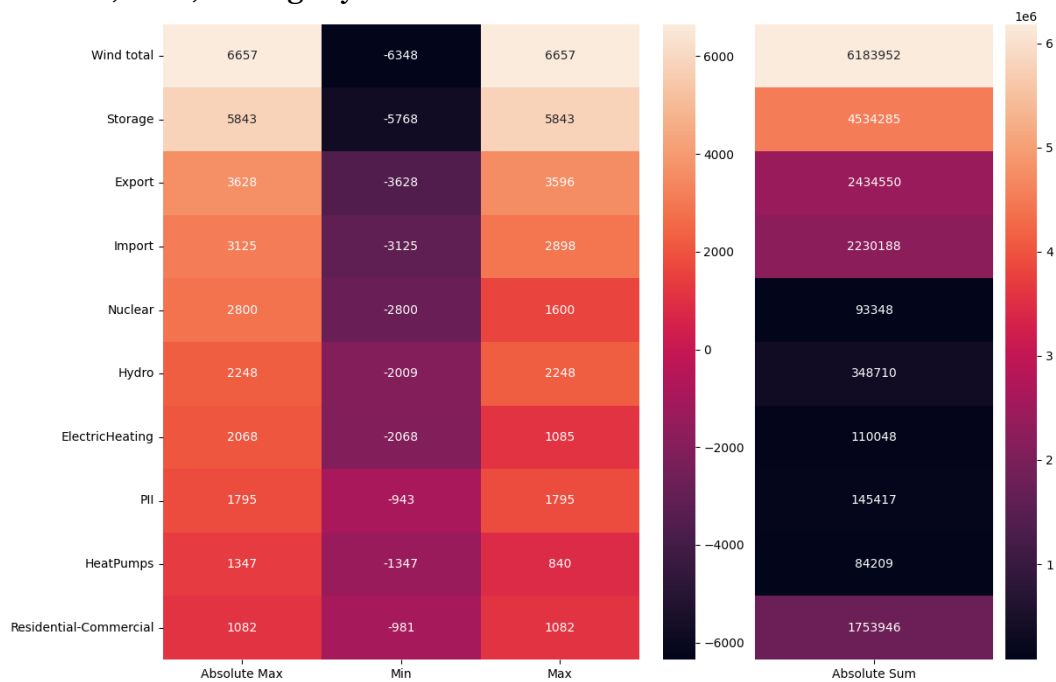 1e6
Wind total 6657 -6348 6657 6000 6183952 6
Storage 5843 -5768 5843 4534285 5
4000
Export 3628 -3628 3596 2434550
Import 3125 -3125 2898 2000 2230188 4
Nuclear 2800 -2800 1600 93348
0 3
Hydro 2248 -2009 2248 348710
ElectricHeating 2068 -2068 1085 −2000 110048 2
PII 1795 -943 1795 145417
−4000
HeatPumps 1347 -1347 840 84209 1
Residential-Commercial 1082 -981 1082 −6000 1753946
Absolute Max Min Max Absolute Sum